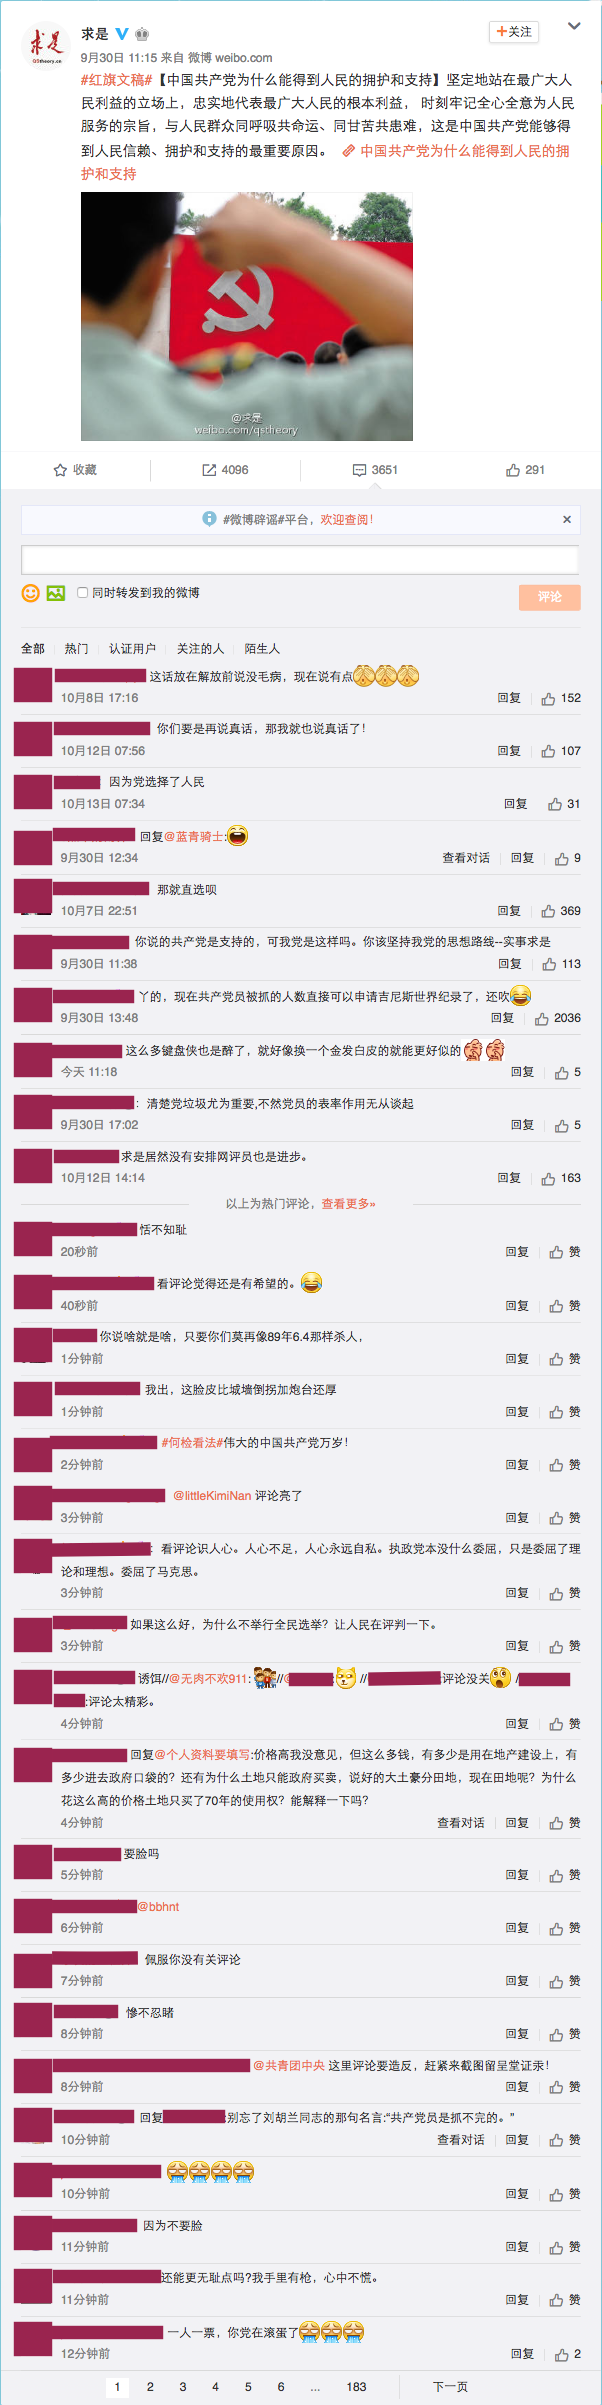 求是
Qstheory.cn
求是
+关注
9月30日 11:15 来自 微博 weibo.com
#红旗文稿#【中国共产党为什么能得到人民的拥护和支持】坚定地站在最广大人
民利益的立场上，忠实地代表最广大人民的根本利益， 时刻牢记全心全意为人民
服务的宗旨，与人民群众同呼吸共命运、同甘苦共患难，这是中国共产党能够得
到人民信赖、拥护和支持的最重要原因。 中国共产党为什么能得到人民的拥
护和支持
@求是
weibo.com/qstheory
收藏 4096 3651 291
#微博辟谣#平台，欢迎查阅！ ×
同时转发到我的微博 评论
全部 热门 认证用户 关注的人 陌生人
这话放在解放前说没毛病，现在说有点
10月8日 17:16 回复 152
你们要是再说真话，那我就也说真话了！
10月12日 07:56 回复 107
因为党选择了人民
10月13日 07:34 回复 31
回复@蓝青骑士:
9月30日 12:34 查看对话 回复 9
那就直选呗
10月7日 22:51 回复 369
你说的共产党是支持的，可我党是这样吗。你该坚持我党的思想路线--实事求是
9月30日 11:38 回复 113
丫的，现在共产党员被抓的人数直接可以申请吉尼斯世界纪录了，还吹
9月30日 13:48 回复 2036
这么多键盘侠也是醉了，就好像换一个金发白皮的就能更好似的
今天 11:18 回复 5
：清楚党垃圾尤为重要,不然党员的表率作用无从谈起
9月30日 17:02 回复 5
求是居然没有安排网评员也是进步。
10月12日 14:14 回复 163
以上为热门评论，查看更多»
恬不知耻
20秒前 回复 赞
看评论觉得还是有希望的。
40秒前 回复 赞
你说啥就是啥，只要你们莫再像89年6.4那样杀人，
1分钟前 回复 赞
我出，这脸皮比城墙倒拐加炮台还厚
1分钟前 回复 赞
#何检看法#伟大的中国共产党万岁！
2分钟前 回复 赞
@littleKimiNan 评论亮了
3分钟前 回复 赞
：看评论识人心。人心不足，人心永远自私。执政党本没什么委屈，只是委屈了理
论和理想。委屈了马克思。
3分钟前 回复 赞
如果这么好，为什么不举行全民选举？让人民在评判一下。
3分钟前 回复 赞
诱饵//@无肉不欢911: // : // 评论没关 /
:评论太精彩。
4分钟前 回复 赞
回复@个人资料要填写:价格高我没意见，但这么多钱，有多少是用在地产建设上，有
多少进去政府口袋的？还有为什么土地只能政府买卖，说好的大土豪分田地，现在田地呢？为什么
花这么高的价格土地只买了70年的使用权？能解释一下吗？
4分钟前 查看对话 回复 赞
要脸吗
5分钟前 回复 赞
@bbhnt
6分钟前 回复 赞
佩服你没有关评论
7分钟前 回复 赞
惨不忍睹
8分钟前 回复 赞
@共青团中央 这里评论要造反，赶紧来截图留呈堂证汞！
8分钟前 回复 赞
回复 :别忘了刘胡兰同志的那句名言:“共产党员是抓不完的。”
10分钟前 查看对话 回复 赞
10分钟前 回复 赞
因为不要脸
11分钟前 回复 赞
还能更无耻点吗?我手里有枪，心中不慌。
11分钟前 回复 赞
一人一票，你党在滚蛋了
12分钟前 回复 2
1 2 3 4 5 6 ... 183 下一页